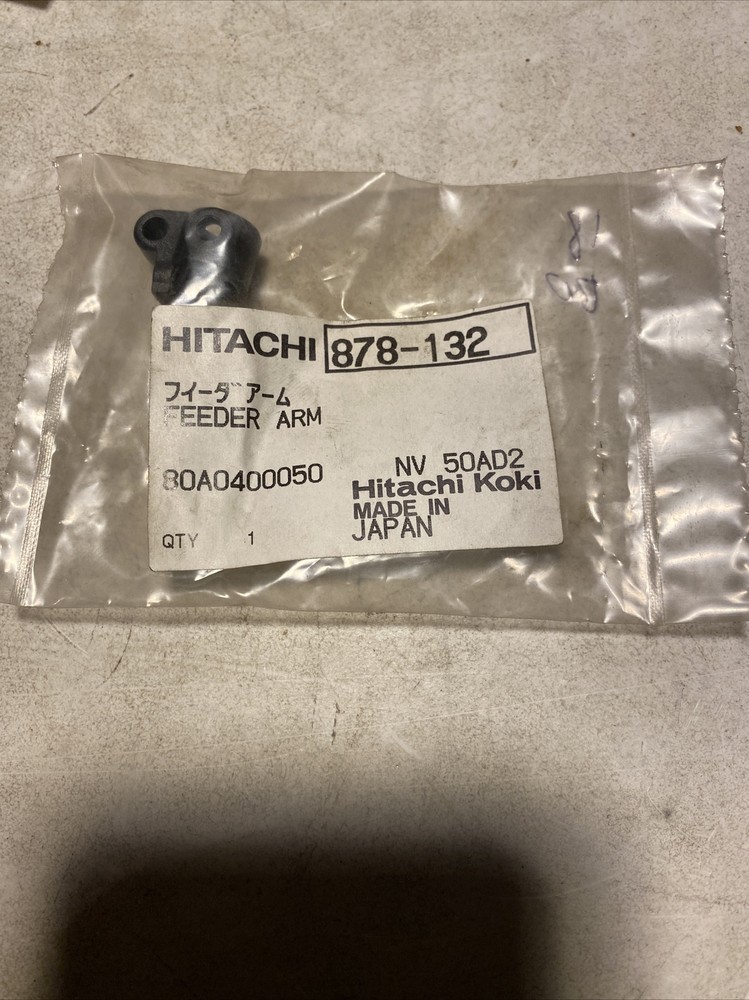 HITACHI 878-132
フィーダアーム
FEEDER ARM
80A0400050
NV 50AD2
Hitachi Koki
MADE IN
JAPAN
QTY 1